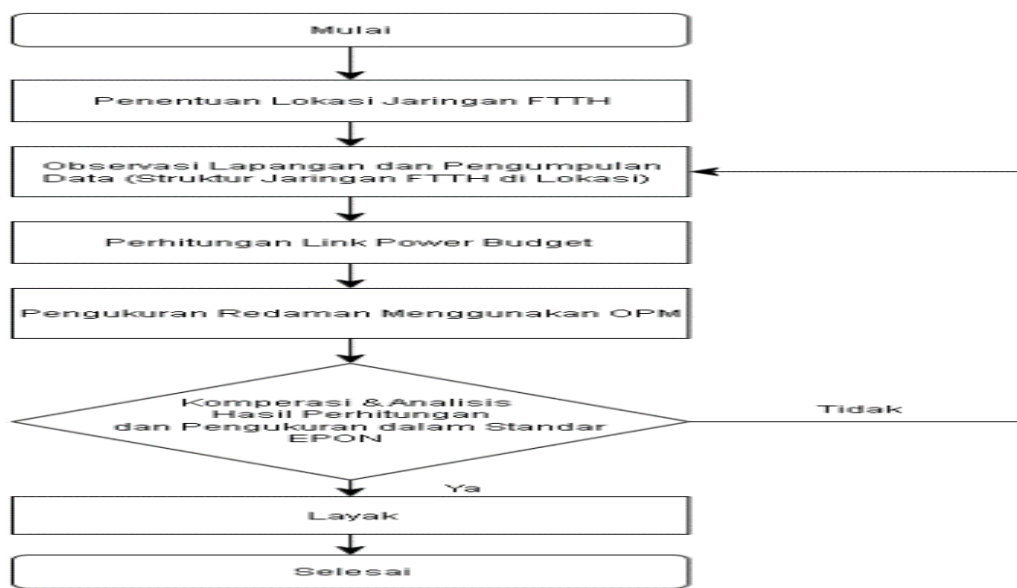 Mulai
Penentuan Lokasi Jaringan FTTH
Observasi Lapangan dan Pengumpulan
Data (Struktur Jaringan FTTH di Lokasi)
Perhitungan Link Power Budget
Pengukuran Redaman Menggunakan OPM
Komperasi & Analisis
Hasil Perhitungan
dan Pengukuran dalam Standar
EPON
Tidak
Ya
Layak
Selesai